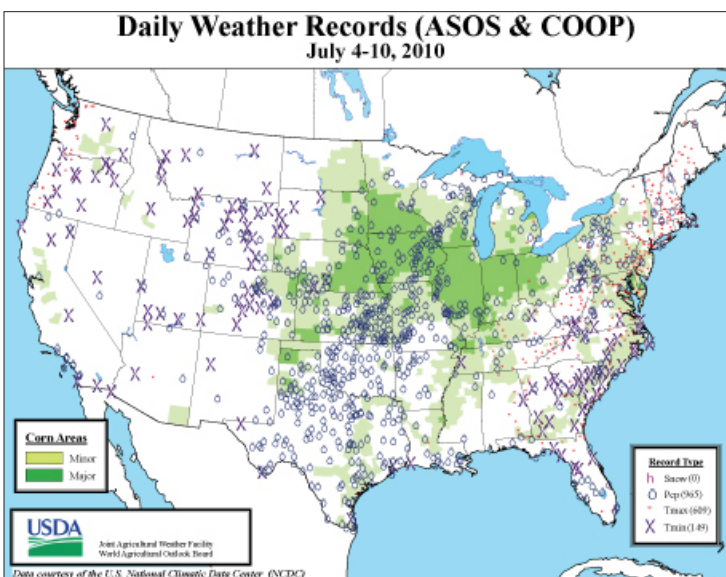 Daily Weather Records (ASOS & COOP)
July 4-10, 2010
Corn Areas
Minor
Major
Record Type
Snow (0)
Pcp (965)
Tmax (609)
Tmin (149)
USDA
Joint Agricultural Weather Facility
World Agricultural Outlook Board
Data courtesy of the U.S. National Climatic Data Center (NCDC)